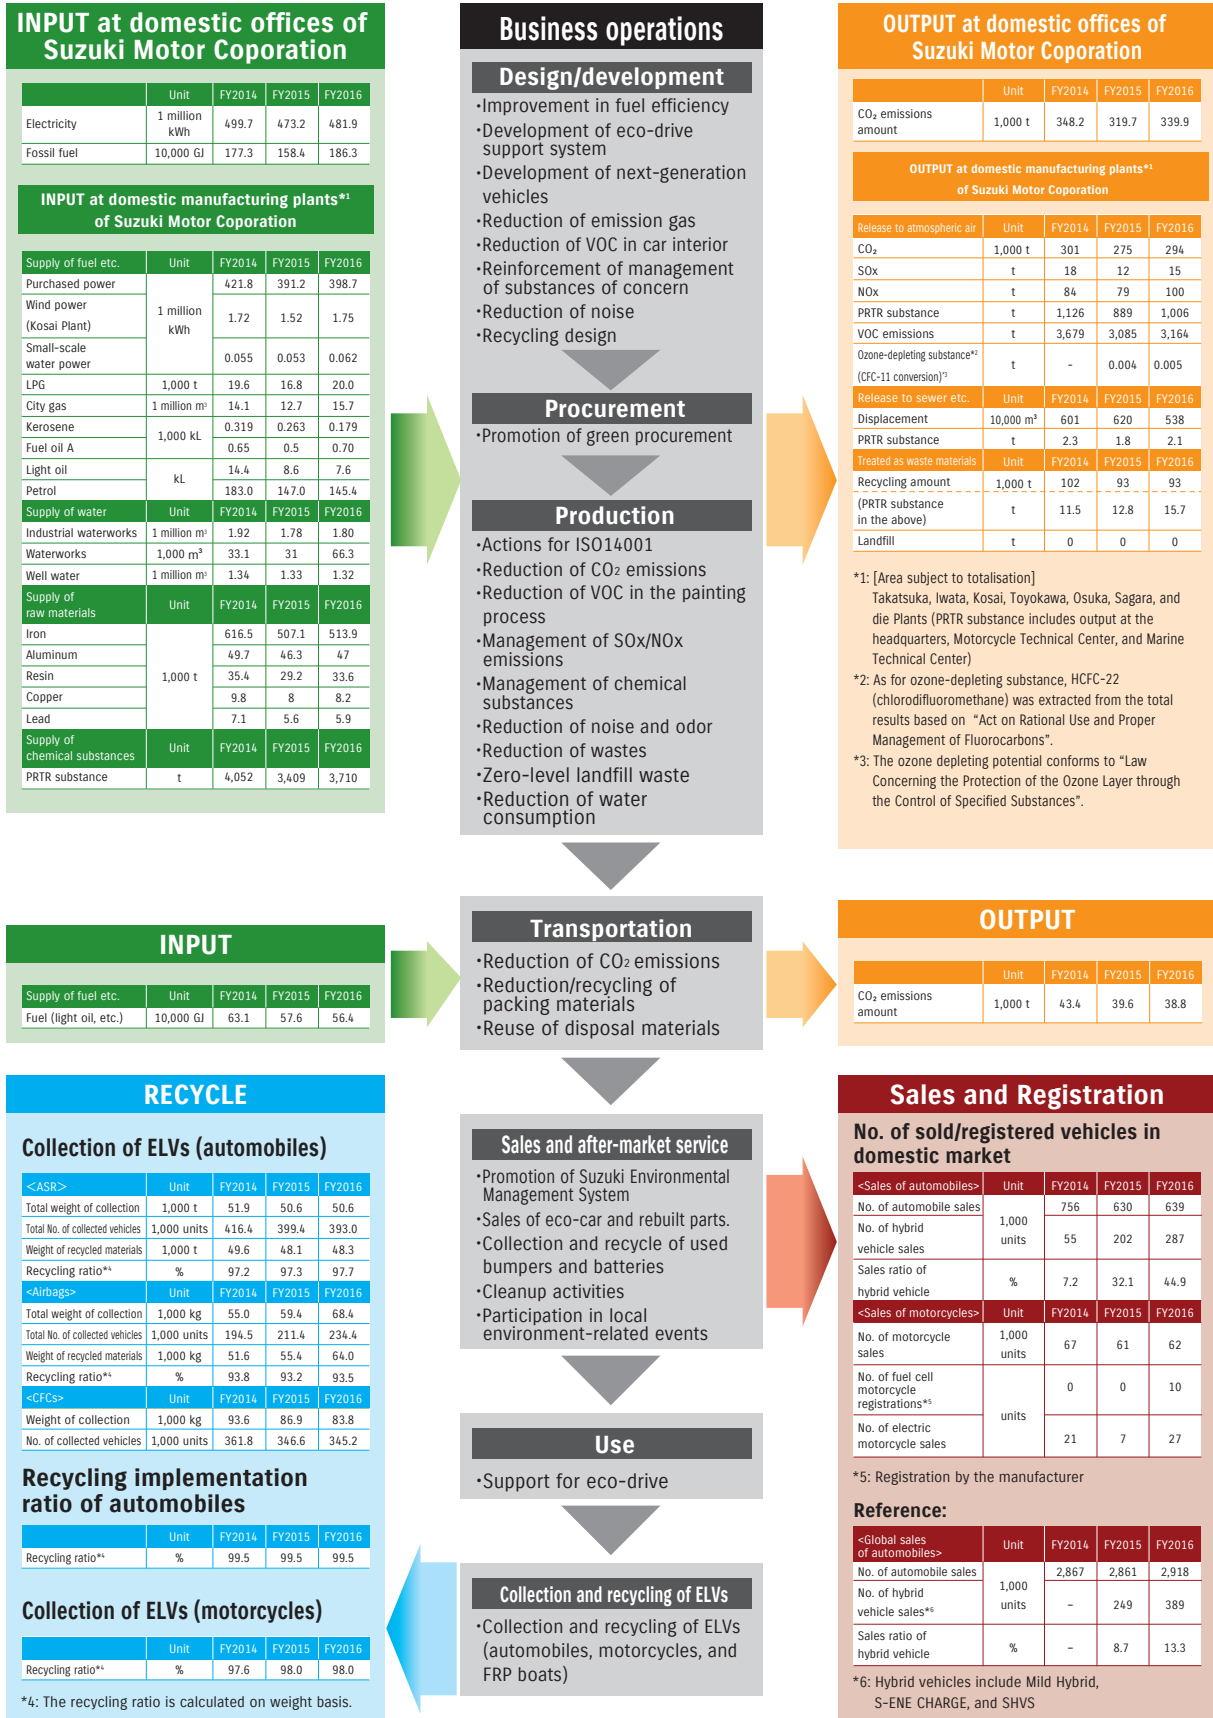 INPUT at domestic offices of
Suzuki Motor Coporation
Unit FY2014 FY2015 FY2016
Electricity 1 million kWh 499.7 473.2 481.9
Fossil fuel 10,000 GJ 177.3 158.4 186.3
INPUT at domestic manufacturing plants*1
of Suzuki Motor Coporation
Supply of fuel etc. Unit FY2014 FY2015 FY2016
Purchased power 1 million kWh 421.8 391.2 398.7
Wind power
(Kosai Plant) 1.72 1.52 1.75
Small-scale
water power 0.055 0.053 0.062
LPG 1,000 t 19.6 16.8 20.0
City gas 1 million m³ 14.1 12.7 15.7
Kerosene 1,000 kL 0.319 0.263 0.179
Fuel oil A 0.65 0.5 0.70
Light oil kL 14.4 8.6 7.6
Petrol 183.0 147.0 145.4
Supply of water Unit FY2014 FY2015 FY2016
Industrial waterworks 1 million m³ 1.92 1.78 1.80
Waterworks 1,000 m³ 33.1 31 66.3
Well water 1 million m³ 1.34 1.33 1.32
Supply of
raw materials Unit FY2014 FY2015 FY2016
Iron 1,000 t 616.5 507.1 513.9
Aluminum 49.7 46.3 47
Resin 35.4 29.2 33.6
Copper 9.8 8 8.2
Lead 7.1 5.6 5.9
Supply of
chemical substances Unit FY2014 FY2015 FY2016
PRTR substance t 4,052 3,409 3,710
Business operations
Design/development
・Improvement in fuel efficiency
・Development of eco-drive
support system
・Development of next-generation
vehicles
・Reduction of emission gas
・Reduction of VOC in car interior
・Reinforcement of management
of substances of concern
・Reduction of noise
・Recycling design
Procurement
・Promotion of green procurement
Production
・Actions for ISO14001
・Reduction of CO2 emissions
・Reduction of VOC in the painting
process
・Management of SOx/NOx
emissions
・Management of chemical
substances
・Reduction of noise and odor
・Reduction of wastes
・Zero-level landfill waste
・Reduction of water
consumption
OUTPUT at domestic offices of
Suzuki Motor Coporation
Unit FY2014 FY2015 FY2016
CO₂ emissions
amount 1,000 t 348.2 319.7 339.9
OUTPUT at domestic manufacturing plants*1
of Suzuki Motor Coporation
Release to atmospheric air Unit FY2014 FY2015 FY2016
CO₂ 1,000 t 301 275 294
SOx t 18 12 15
NOx t 84 79 100
PRTR substance t 1,126 889 1,006
VOC emissions t 3,679 3,085 3,164
Ozone-depleting substance*2
(CFC-11 conversion)*3 t – 0.004 0.005
Release to sewer etc. Unit FY2014 FY2015 FY2016
Displacement 10,000 m³ 601 620 538
PRTR substance t 2.3 1.8 2.1
Treated as waste materials Unit FY2014 FY2015 FY2016
Recycling amount 1,000 t 102 93 93
(PRTR substance
in the above) t 11.5 12.8 15.7
Landfill t 0 0 0
*1: [Area subject to totalisation]
Takatsuka, Iwata, Kosai, Toyokawa, Osuka, Sagara, and
die Plants (PRTR substance includes output at the
headquarters, Motorcycle Technical Center, and Marine
Technical Center)
*2: As for ozone-depleting substance, HCFC-22
(chlorodifluoromethane) was extracted from the total
results based on “Act on Rational Use and Proper
Management of Fluorocarbons”.
*3: The ozone depleting potential conforms to “Law
Concerning the Protection of the Ozone Layer through
the Control of Specified Substances”.
INPUT
Supply of fuel etc. Unit FY2014 FY2015 FY2016
Fuel (light oil, etc.) 10,000 GJ 63.1 57.6 56.4
Transportation
・Reduction of CO2 emissions
・Reduction/recycling of
packing materials
・Reuse of disposal materials
OUTPUT
Unit FY2014 FY2015 FY2016
CO₂ emissions
amount 1,000 t 43.4 39.6 38.8
RECYCLE
Collection of ELVs (automobiles)
<ASR> Unit FY2014 FY2015 FY2016
Total weight of collection 1,000 t 51.9 50.6 50.6
Total No. of collected vehicles 1,000 units 416.4 399.4 393.0
Weight of recycled materials 1,000 t 49.6 48.1 48.3
Recycling ratio*4 % 97.2 97.3 97.7
<Airbags> Unit FY2014 FY2015 FY2016
Total weight of collection 1,000 kg 55.0 59.4 68.4
Total No. of collected vehicles 1,000 units 194.5 211.4 234.4
Weight of recycled materials 1,000 kg 51.6 55.4 64.0
Recycling ratio*4 % 93.8 93.2 93.5
<CFCs> Unit FY2014 FY2015 FY2016
Weight of collection 1,000 kg 93.6 86.9 83.8
No. of collected vehicles 1,000 units 361.8 346.6 345.2
Recycling implementation
ratio of automobiles
Unit FY2014 FY2015 FY2016
Recycling ratio*4 % 99.5 99.5 99.5
Collection of ELVs (motorcycles)
Unit FY2014 FY2015 FY2016
Recycling ratio*4 % 97.6 98.0 98.0
*4: The recycling ratio is calculated on weight basis.
Sales and after-market service
・Promotion of Suzuki Environmental
Management System
・Sales of eco-car and rebuilt parts.
・Collection and recycle of used
bumpers and batteries
・Cleanup activities
・Participation in local
environment-related events
Use
・Support for eco-drive
Collection and recycling of ELVs
・Collection and recycling of ELVs
(automobiles, motorcycles, and
FRP boats)
Sales and Registration
No. of sold/registered vehicles in
domestic market
<Sales of automobiles> Unit FY2014 FY2015 FY2016
No. of automobile sales 1,000 units 756 630 639
No. of hybrid
vehicle sales 55 202 287
Sales ratio of
hybrid vehicle % 7.2 32.1 44.9
<Sales of motorcycles> Unit FY2014 FY2015 FY2016
No. of motorcycle
sales 1,000 units 67 61 62
No. of fuel cell
motorcycle
registrations*5 units 0 0 10
No. of electric
motorcycle sales 21 7 27
*5: Registration by the manufacturer
Reference:
<Global sales
of automobiles> Unit FY2014 FY2015 FY2016
No. of automobile sales 1,000 units 2,867 2,861 2,918
No. of hybrid
vehicle sales*6 – 249 389
Sales ratio of
hybrid vehicle % – 8.7 13.3
*6: Hybrid vehicles include Mild Hybrid,
S-ENE CHARGE, and SHVS